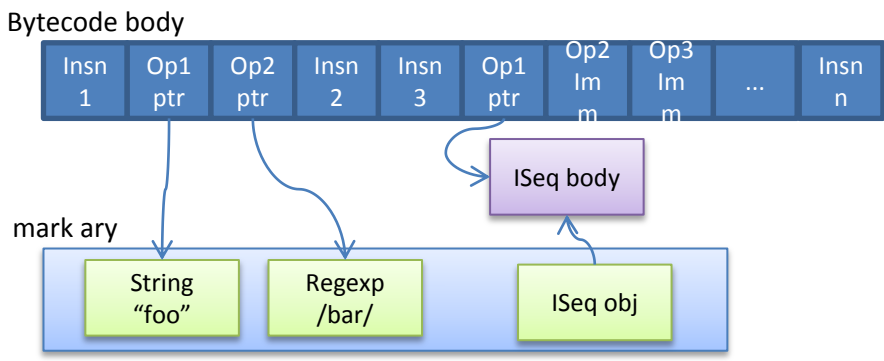 Bytecode body
Insn
1
Op1
ptr
Op2
ptr
Insn
2
Insn
3
Op1
ptr
Op2
Im
m
Op3
Im
m
...
Insn
n
ISeq body
mark ary
String
“foo”
Regexp
/bar/
ISeq obj